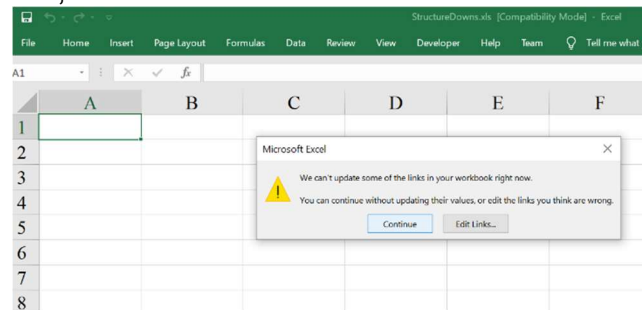 StructureDowns.xls [Compatibility Mode] - Excel
File Home Insert Page Layout Formulas Data Review View Developer Help Team Tell me what
A1 fx
A B C D E F
1
2
Microsoft Excel
3
We can't update some of the links in your workbook right now.
4
You can continue without updating their values, or edit the links you think are wrong.
5
Continue Edit Links...
6
7
8